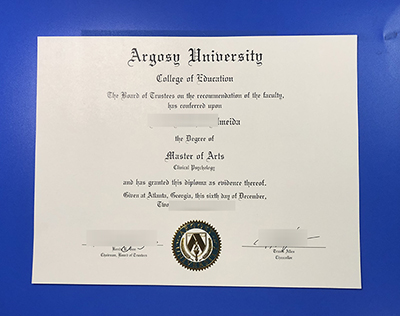 Argosy University
College of Education
The Board of Trustees on the recommendation of the faculty,
has conferred upon
lmeida
the Degree of
Master of Arts
Clinical Psychology
and has granted this diploma as evidence thereof.
Given at Atlanta, Georgia, this sixth day of December,
Two
Chairman, Board of Trustees
Chancellor